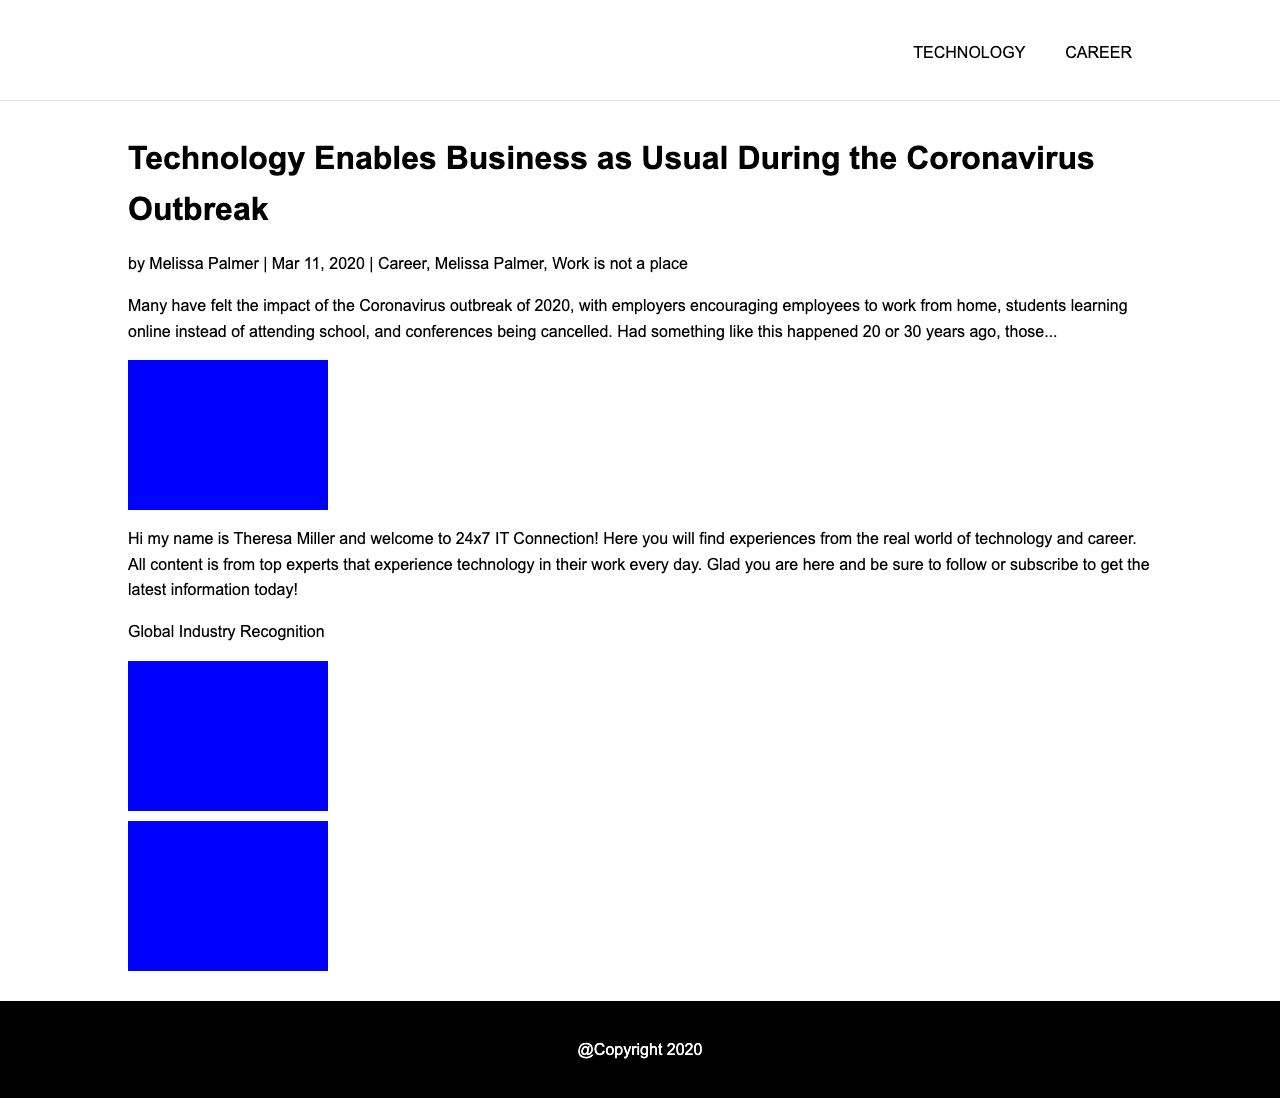 TECHNOLOGY CAREER
Technology Enables Business as Usual During the Coronavirus
Outbreak
by Melissa Palmer | Mar 11, 2020 | Career, Melissa Palmer, Work is not a place
Many have felt the impact of the Coronavirus outbreak of 2020, with employers encouraging employees to work from home, students learning
online instead of attending school, and conferences being cancelled. Had something like this happened 20 or 30 years ago, those...
Hi my name is Theresa Miller and welcome to 24x7 IT Connection! Here you will find experiences from the real world of technology and career.
All content is from top experts that experience technology in their work every day. Glad you are here and be sure to follow or subscribe to get the
latest information today!
Global Industry Recognition
@Copyright 2020